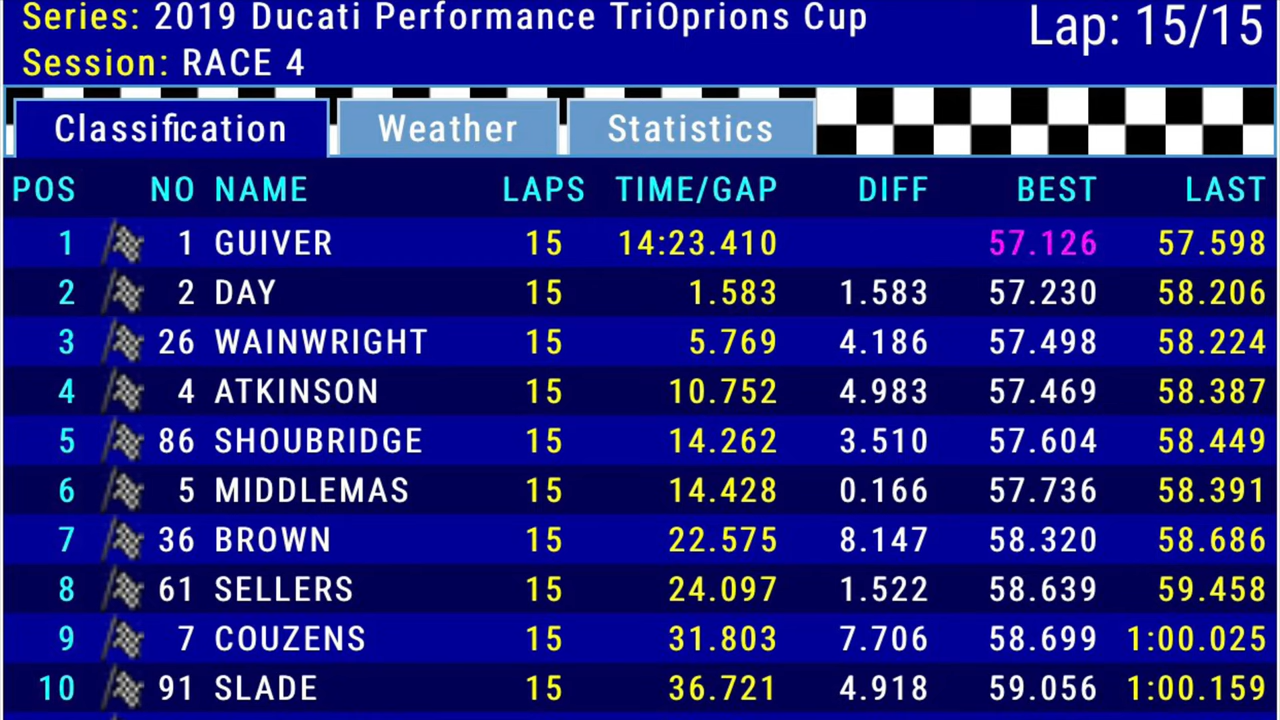 Series: 2019 Ducati Performance TriOprions Cup
Lap: 15/15
Session: RACE 4
Classification Weather Statistics
POS NO NAME LAPS TIME/GAP DIFF BEST LAST
1 1 GUIVER 15 14:23.410 57.126 57.598
2 2 DAY 15 1.583 1.583 57.230 58.206
3 26 WAINWRIGHT 15 5.769 4.186 57.498 58.224
4 4 ATKINSON 15 10.752 4.983 57.469 58.387
5 86 SHOUBRIDGE 15 14.262 3.510 57.604 58.449
6 5 MIDDLEMAS 15 14.428 0.166 57.736 58.391
7 36 BROWN 15 22.575 8.147 58.320 58.686
8 61 SELLERS 15 24.097 1.522 58.639 59.458
9 7 COUZENS 15 31.803 7.706 58.699 1:00.025
10 91 SLADE 15 36.721 4.918 59.056 1:00.159